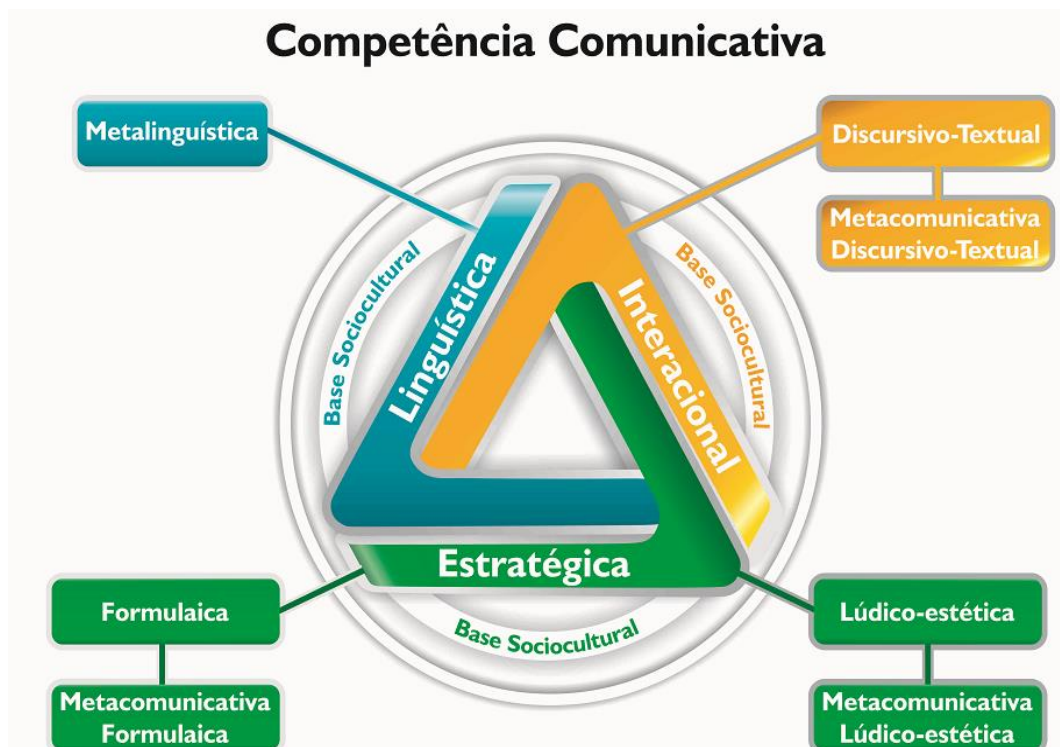 Competência Comunicativa
Metalinguística
Discursivo-Textual
Metacomunicativa
Discursivo-Textual
Base Sociocultural
Linguística
Interacional
Base Sociocultural
Estratégica
Base Sociocultural
Formulaica
Metacomunicativa
Formulaica
Lúdico-estética
Metacomunicativa
Lúdico-estética